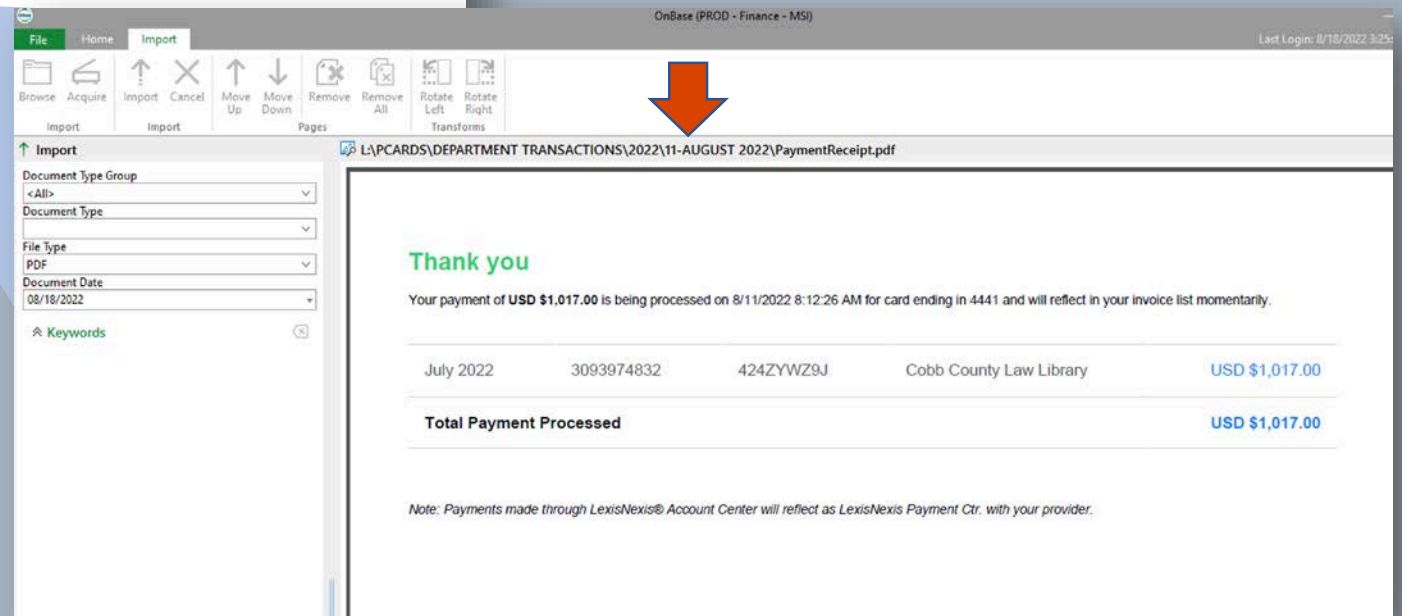 OnBase (PROD - Finance - MSI)
File Home Import
Last Login: 8/18/2022 3:25
Browse Acquire Import Cancel Move Up Move Down Remove Remove All Rotate Left Rotate Right
Import Import Pages Transforms
Import
L:\PCARDS\DEPARTMENT TRANSACTIONS\2022\11-AUGUST 2022\PaymentReceipt.pdf
Document Type Group
<All>
Document Type
File Type
PDF
Document Date
08/18/2022
Keywords
Thank you
Your payment of USD $1,017.00 is being processed on 8/11/2022 8:12:26 AM for card ending in 4441 and will reflect in your invoice list momentarily.
July 2022 3093974832 424ZYWZ9J Cobb County Law Library USD $1,017.00
Total Payment Processed USD $1,017.00
Note: Payments made through LexisNexis® Account Center will reflect as LexisNexis Payment Ctr. with your provider.